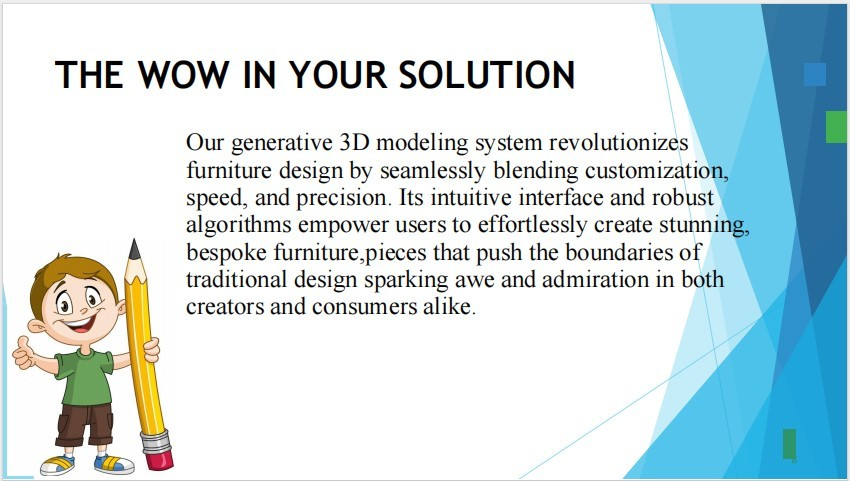 THE WOW IN YOUR SOLUTION
Our generative 3D modeling system revolutionizes
furniture design by seamlessly blending customization,
speed, and precision. Its intuitive interface and robust
algorithms empower users to effortlessly create stunning,
bespoke furniture,pieces that push the boundaries of
traditional design sparking awe and admiration in both
creators and consumers alike.